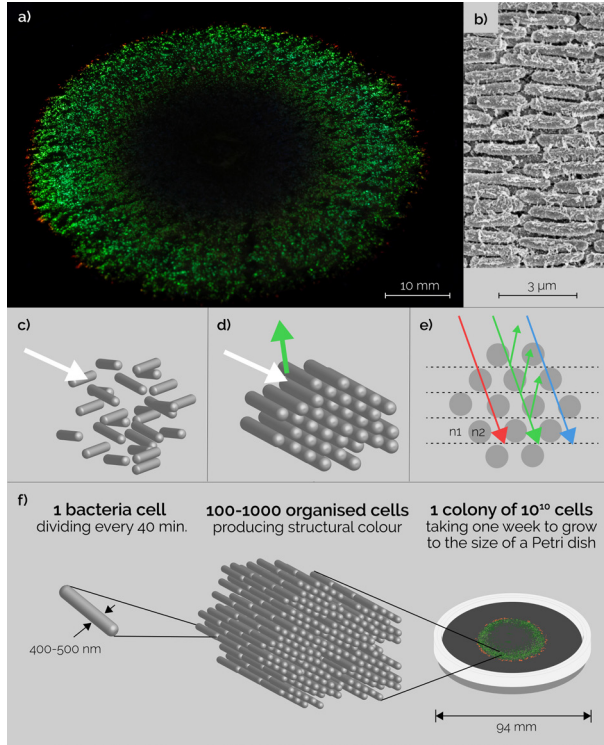 a)
10 mm
b)
3 µm
c)
d)
e)
n1 n2
f)
1 bacteria cell
dividing every 40 min.
400-500 nm
100-1000 organised cells
producing structural colour
1 colony of 10¹⁰ cells
taking one week to grow
to the size of a Petri dish
94 mm